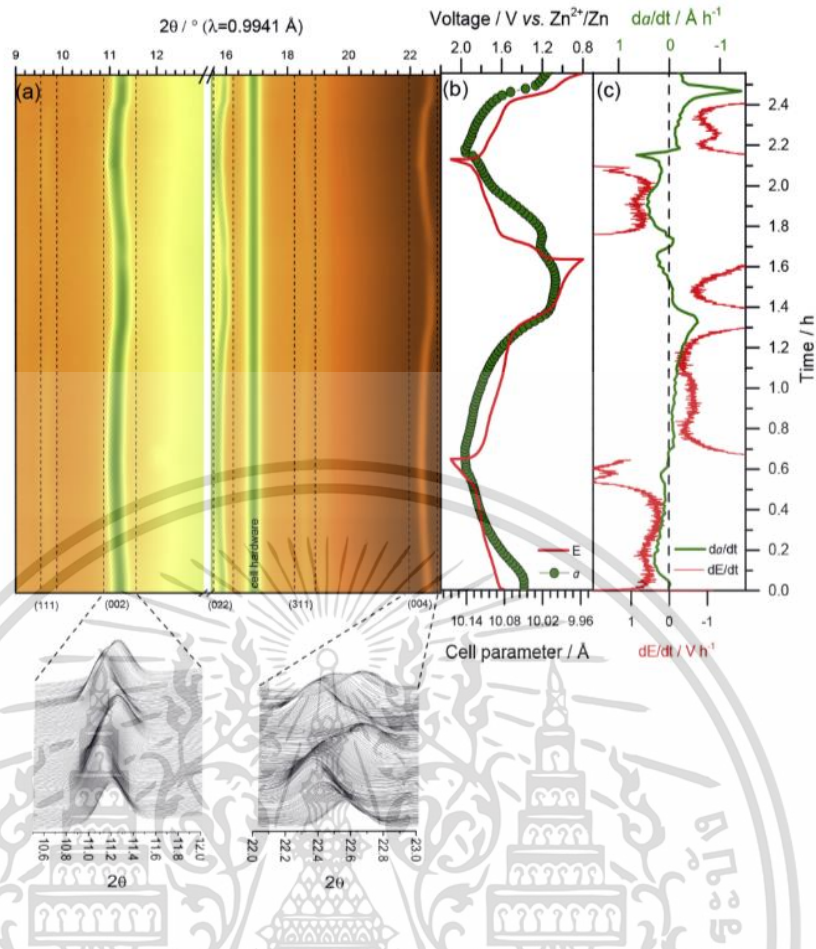 2θ / ° (λ=0.9941 Å)
9 10 11 12 16 18 20 22
Voltage / V vs. Zn²⁺/Zn
2.0 1.6 1.2 0.8
da/dt / Å h⁻¹
1 0 -1
(a)
(b)
(c)
2.4
2.2
2.0
1.8
1.6
1.4
1.2
1.0
0.8
0.6
0.4
0.2
0.0
Time / h
cell hardware
E
a
da/dt
dE/dt
(111) (002) (022) (311) (004)
10.14 10.08 10.02 9.96
Cell parameter / Å
1 0 -1
dE/dt / V h⁻¹
10.6 10.8 11.0 11.2 11.4 11.6 11.8 12.0
2θ
22.0 22.2 22.4 22.6 22.8 23.0
2θ